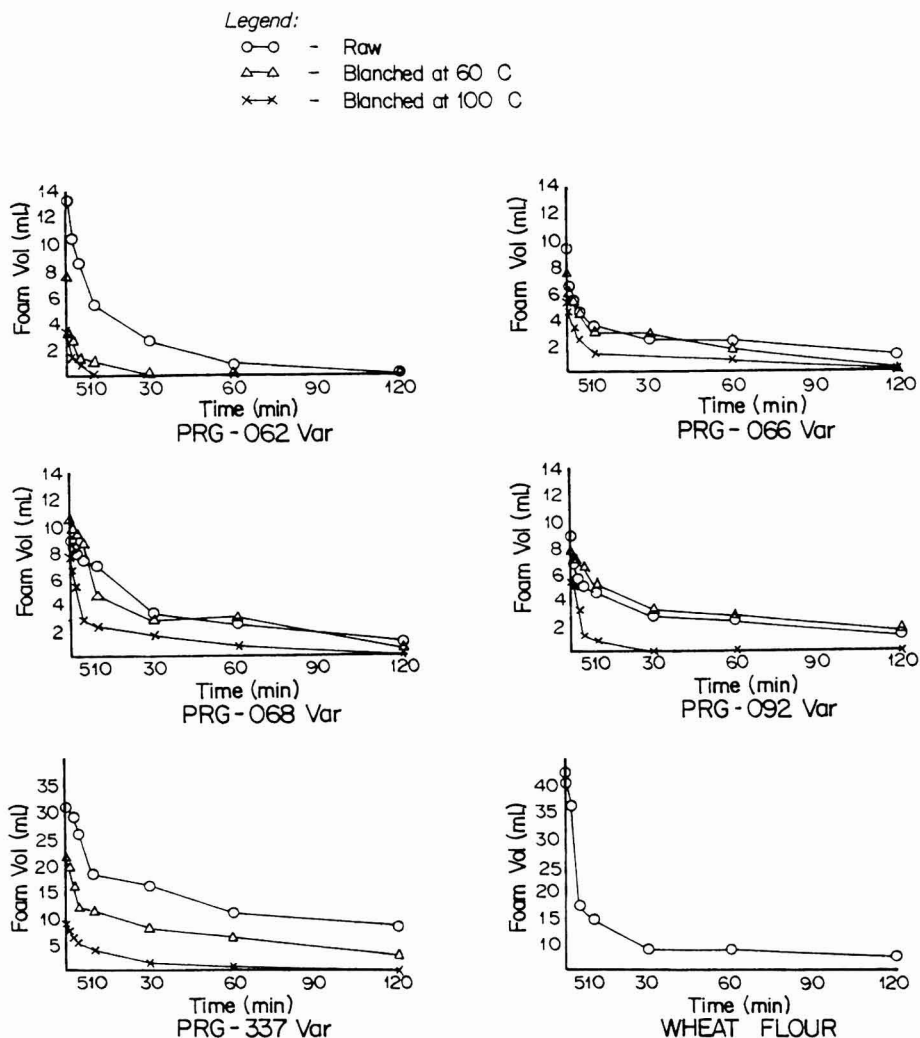 Legend:
○—○ - Raw
△—△ - Blanched at 60 C
×—× - Blanched at 100 C
14
12
10
8
6
4
2
Foam Vol (mL)
510 30 60 90 120
Time (min)
PRG-062 Var
14
12
10
8
6
4
2
Foam Vol (mL)
510 30 60 90 120
Time (min)
PRG-066 Var
14
12
10
8
6
4
2
Foam Vol (mL)
510 30 60 90 120
Time (min)
PRG-068 Var
14
12
10
8
6
4
2
Foam Vol (mL)
510 30 60 90 120
Time (min)
PRG-092 Var
35
30
25
20
15
10
5
Foam Vol (mL)
510 30 60 90 120
Time (min)
PRG-337 Var
40
35
30
25
20
15
10
Foam Vol (mL)
510 30 60 90 120
Time (min)
WHEAT FLOUR